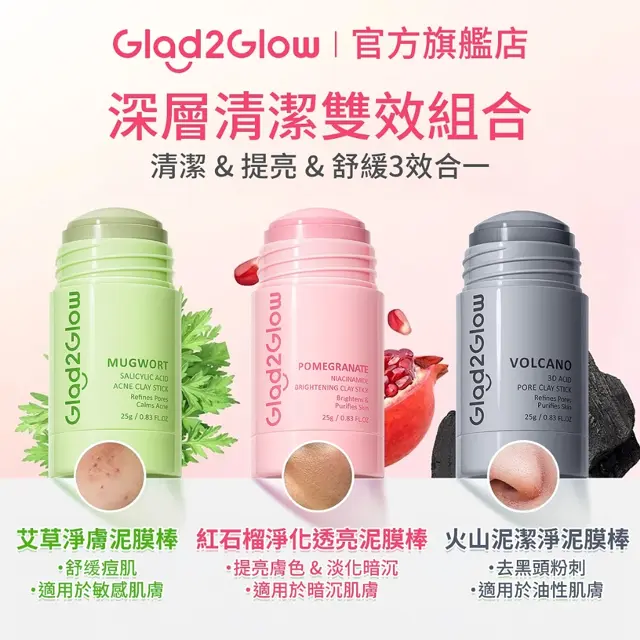 Glad2Glow | 官方旗艦店
深層清潔雙效組合
清潔 & 提亮 & 舒緩3效合一
Glad2Glow
MUGWORT
SALICYLIC ACID
ACNE CLAY STICK
Refines Pores
Calms Acne
25g / 0.83 FL.OZ
Glad2Glow
POMEGRANATE
NIACINAMIDE
BRIGHTENING CLAY STICK
Brightens &
Purifies Skin
25g / 0.83 FL.OZ
Glad2Glow
VOLCANO
3D ACID
PORE CLAY STICK
Refines Pores
Purifies Skin
25g / 0.83 FL.OZ
艾草淨膚泥膜棒
•舒缓痘肌
•適用於敏感肌膚
紅石榴淨化透亮泥膜棒
•提亮膚色 & 淡化暗沉
•適用於暗沉肌膚
火山泥潔淨泥膜棒
•去黑頭粉刺
•適用於油性肌膚